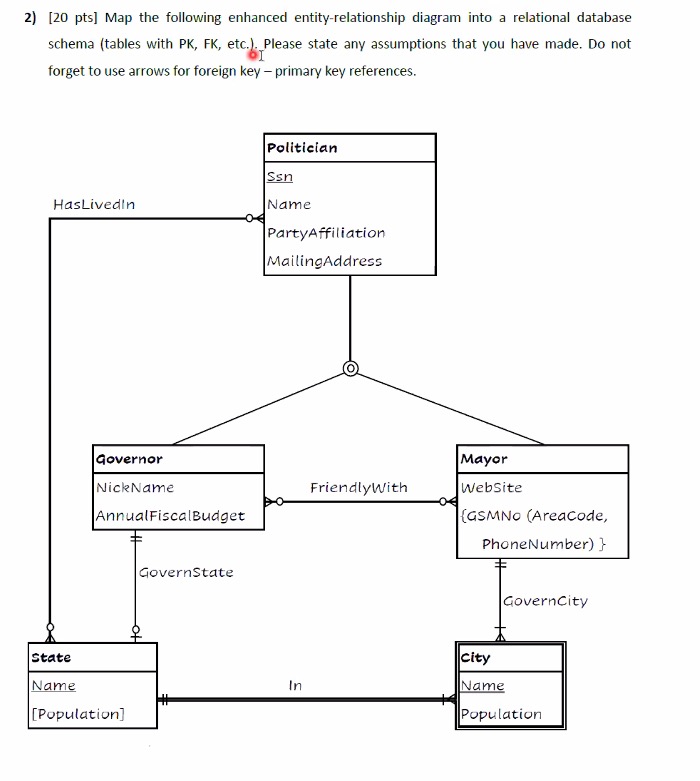 2) [20 pts] Map the following enhanced entity-relationship diagram into a relational database
schema (tables with PK, FK, etc.). Please state any assumptions that you have made. Do not
forget to use arrows for foreign key – primary key references.
Politician
Ssn
HasLivedIn
Name
PartyAffiliation
MailingAddress
O
Governor
Mayor
NickName
FriendlyWith
WebSite
AnnualFiscalBudget
{GSMNo (AreaCode,
PhoneNumber) }
GovernState
GovernCity
State
City
Name
In
Name
[Population]
Population